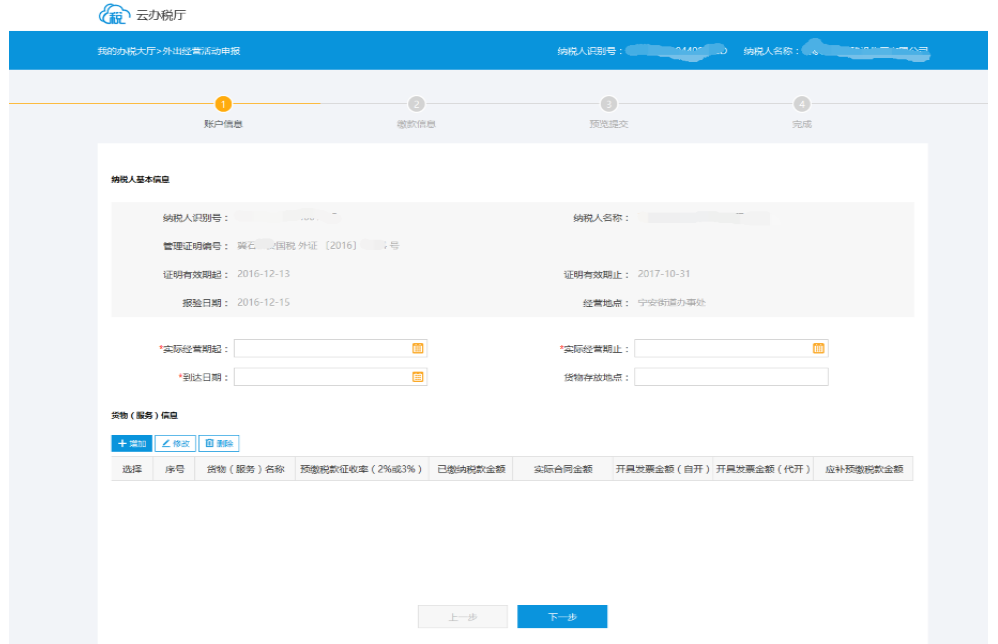 税 云办税厅
我的办税大厅>外出经营活动申报 纳税人识别号： 纳税人名称：
1 2 3 4
账户信息 缴款信息 预览提交 完成
纳税人基本信息
纳税人识别号： 纳税人名称：
管理证明编号： 冀石 国税 外证 [2016] 号
证明有效期起： 2016-12-13 证明有效期止： 2017-10-31
报验日期： 2016-12-15 经营地点： 宁安街道办事处
*实际经营期起： *实际经营期止：
*到达日期： 货物存放地点：
货物（服务）信息
增加 修改 删除
选择 序号 货物（服务）名称 预缴税款征收率（2%或3%） 已缴纳税款金额 实际合同金额 开具发票金额（自开） 开具发票金额（代开） 应补预缴税款金额
上一步 下一步